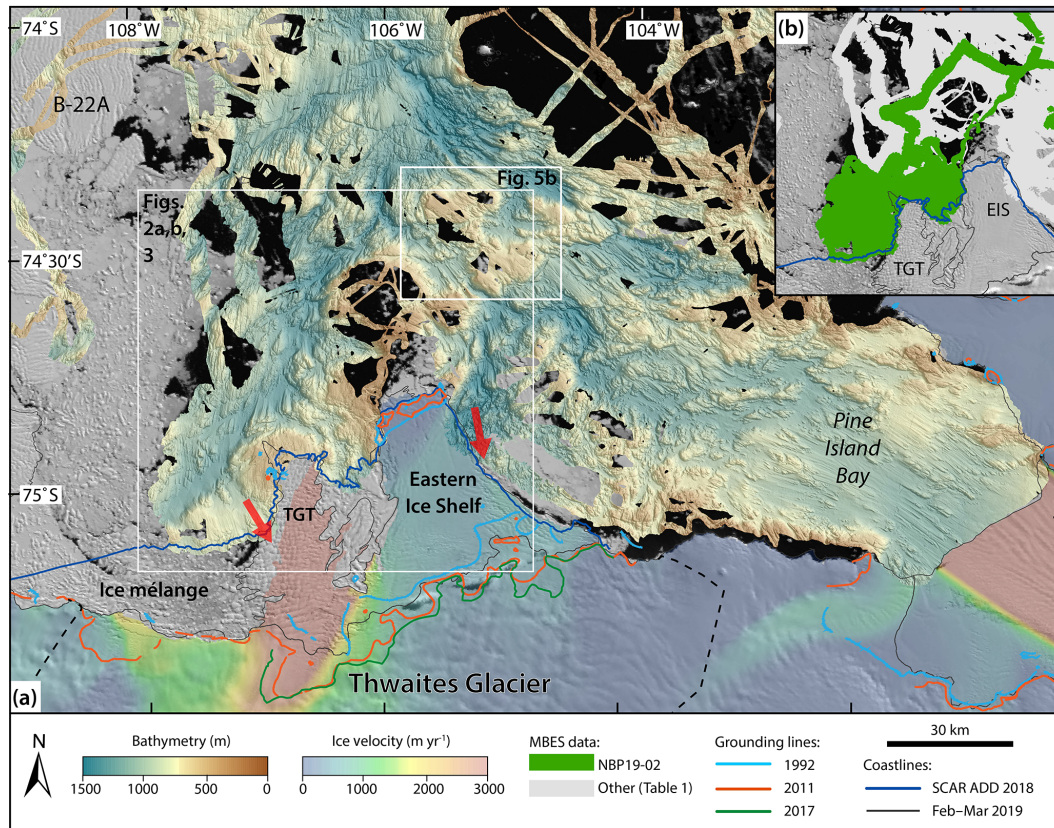 74˚S
108˚W
106˚W
104˚W
(b)
B-22A
EIS
TGT
Fig. 5b
Figs.
2a,b,
3
74˚30’S
Pine
Island
Bay
Eastern
Ice Shelf
75˚S
TGT
Ice mélange
Thwaites Glacier
(a)
N
Bathymetry (m)
1500 1000 500 0
Ice velocity (m yr-1)
0 1000 2000 3000
MBES data:
NBP19-02
Other (Table 1)
Grounding lines:
1992
2011
2017
30 km
Coastlines:
SCAR ADD 2018
Feb–Mar 2019